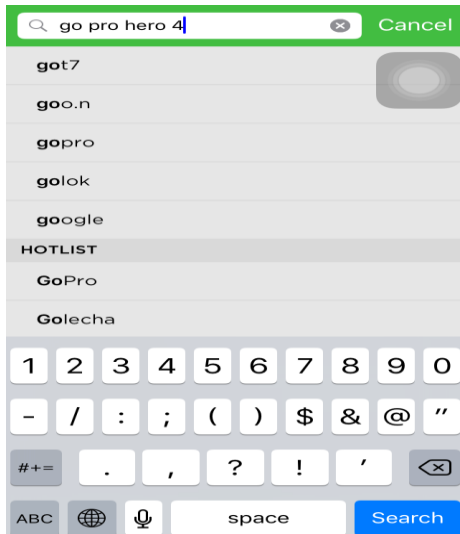 go pro hero 4 Cancel
got7
goo.n
gopro
golok
google
HOTLIST
GoPro
Golecha
1 2 3 4 5 6 7 8 9 0
- / : ; ( ) $ & @ "
#+= . , ? ! ’
ABC space Search